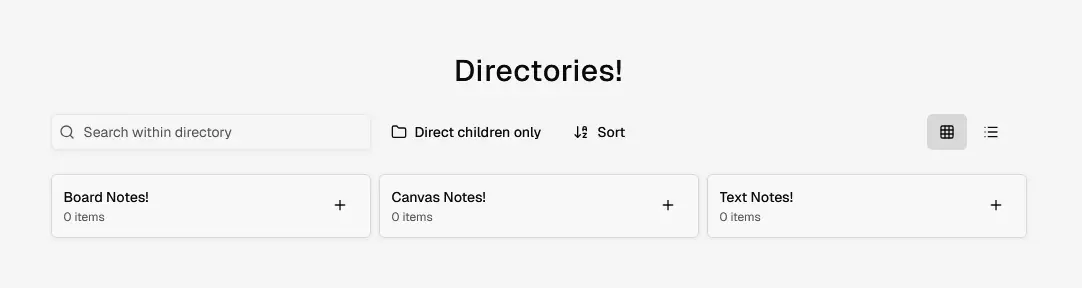 Directories!
Search within directory
Direct children only
Sort
Board Notes!
0 items
Canvas Notes!
0 items
Text Notes!
0 items